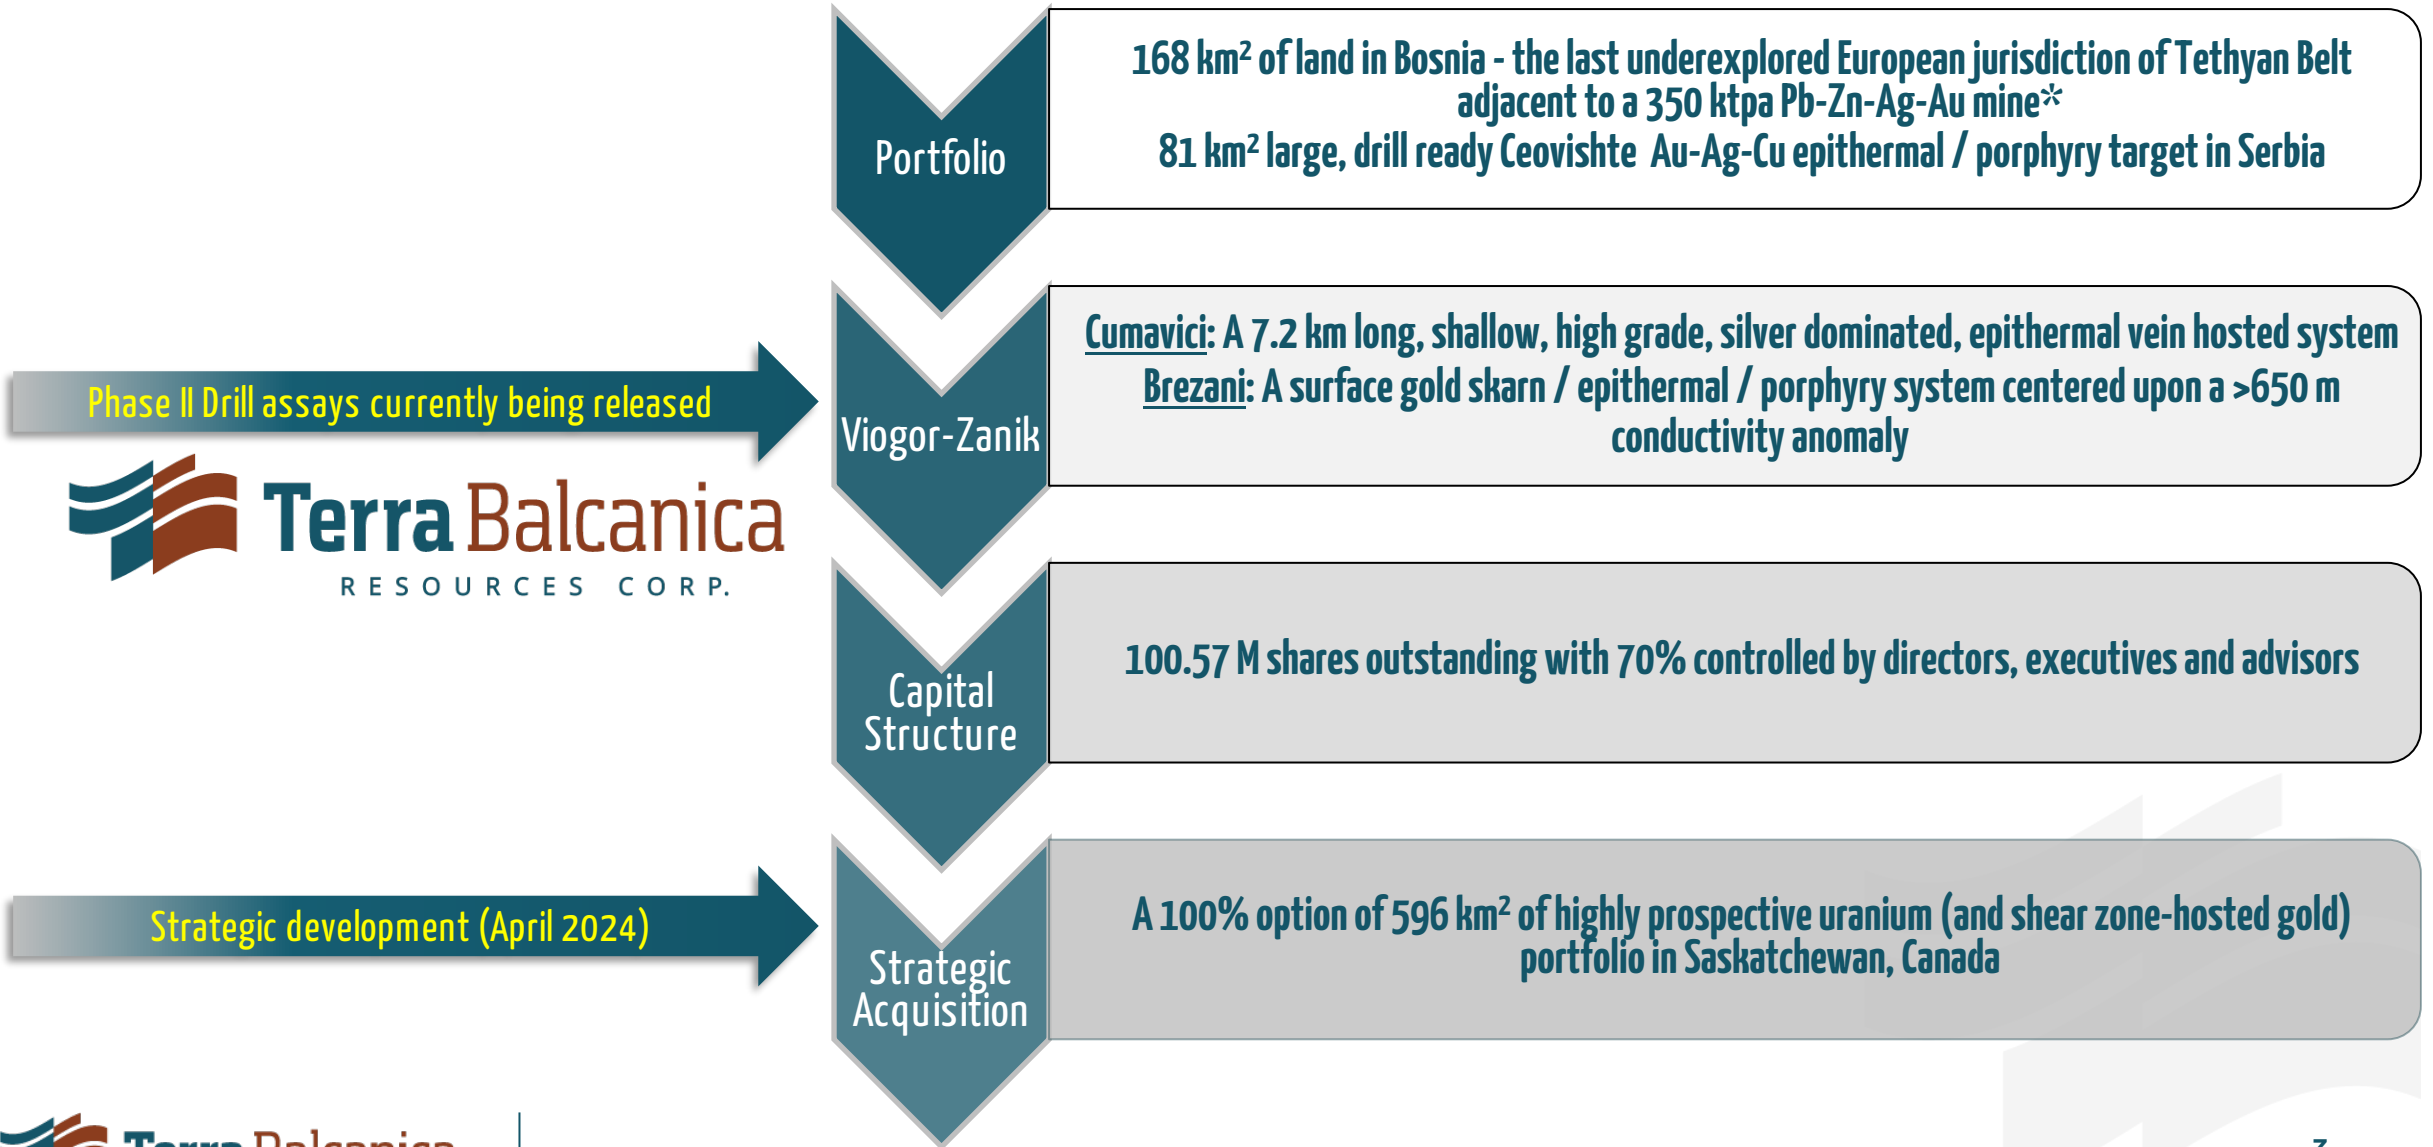 Portfolio
168 km² of land in Bosnia - the last underexplored European jurisdiction of Tethyan Belt
adjacent to a 350 ktpa Pb-Zn-Ag-Au mine*
81 km² large, drill ready Ceovishte Au-Ag-Cu epithermal / porphyry target in Serbia
Phase II Drill assays currently being released
Viogor-Zanik
Cumavici: A 7.2 km long, shallow, high grade, silver dominated, epithermal vein hosted system
Brezani: A surface gold skarn / epithermal / porphyry system centered upon a >650 m
conductivity anomaly
Terra Balcanica
RESOURCES CORP.
Capital
Structure
100.57 M shares outstanding with 70% controlled by directors, executives and advisors
Strategic development (April 2024)
Strategic
Acquisition
A 100% option of 596 km² of highly prospective uranium (and shear zone-hosted gold)
portfolio in Saskatchewan, Canada
Terra Balcanica